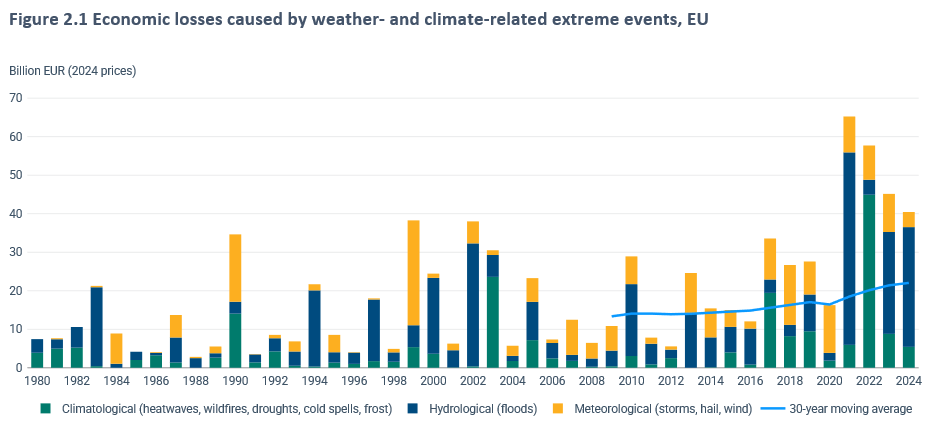 Figure 2.1 Economic losses caused by weather- and climate-related extreme events, EU
Billion EUR (2024 prices)
70
60
50
40
30
20
10
0
1980 1982 1984 1986 1988 1990 1992 1994 1996 1998 2000 2002 2004 2006 2008 2010 2012 2014 2016 2018 2020 2022 2024
Climatological (heatwaves, wildfires, droughts, cold spells, frost) Hydrological (floods) Meteorological (storms, hail, wind) 30-year moving average